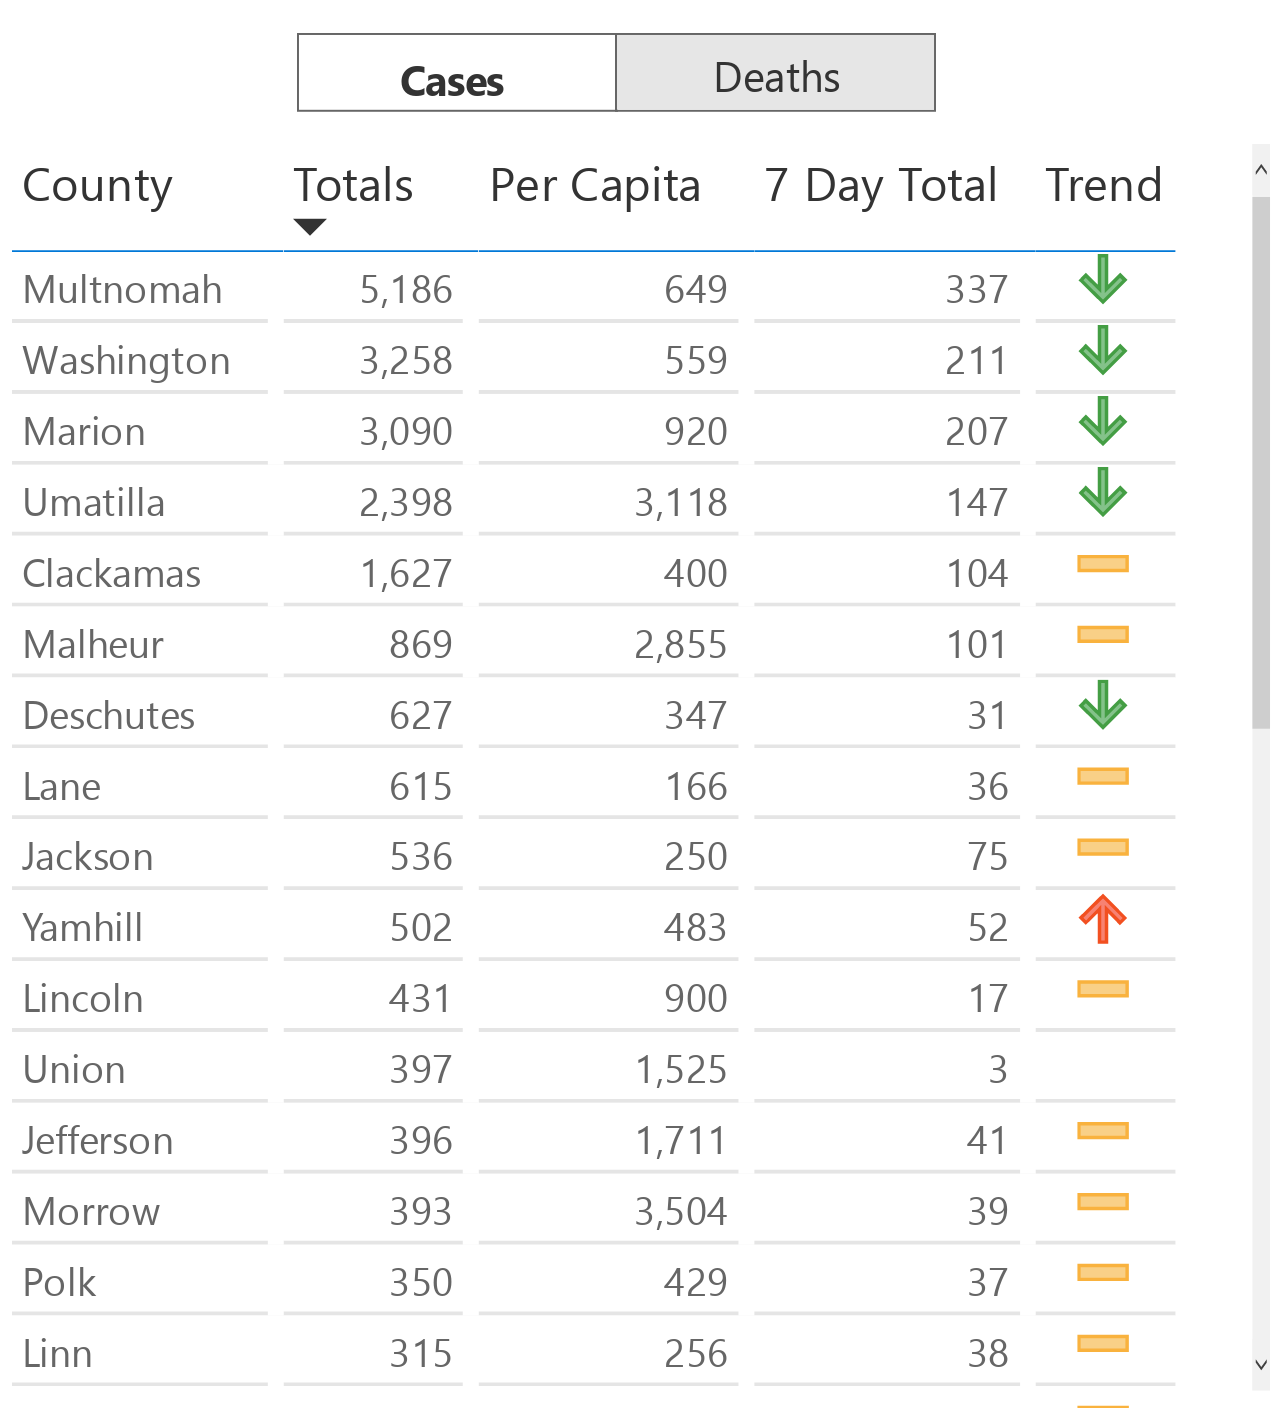 Cases Deaths
County Totals Per Capita 7 Day Total Trend
Multnomah 5,186 649 337
Washington 3,258 559 211
Marion 3,090 920 207
Umatilla 2,398 3,118 147
Clackamas 1,627 400 104
Malheur 869 2,855 101
Deschutes 627 347 31
Lane 615 166 36
Jackson 536 250 75
Yamhill 502 483 52
Lincoln 431 900 17
Union 397 1,525 3
Jefferson 396 1,711 41
Morrow 393 3,504 39
Polk 350 429 37
Linn 315 256 38